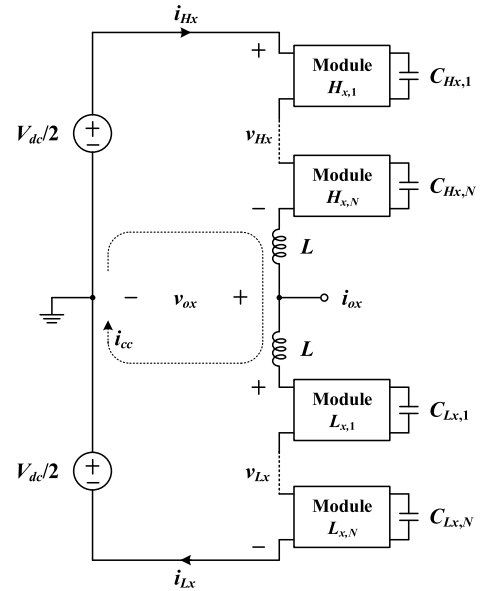 i_Hx
+
Module
H_x,1
C_Hx,1
V_dc/2
+
−
v_Hx
Module
H_x,N
C_Hx,N
−
L
− v_ox +
i_ox
i_cc
L
+
Module
L_x,1
C_Lx,1
V_dc/2
+
−
v_Lx
Module
L_x,N
C_Lx,N
−
i_Lx